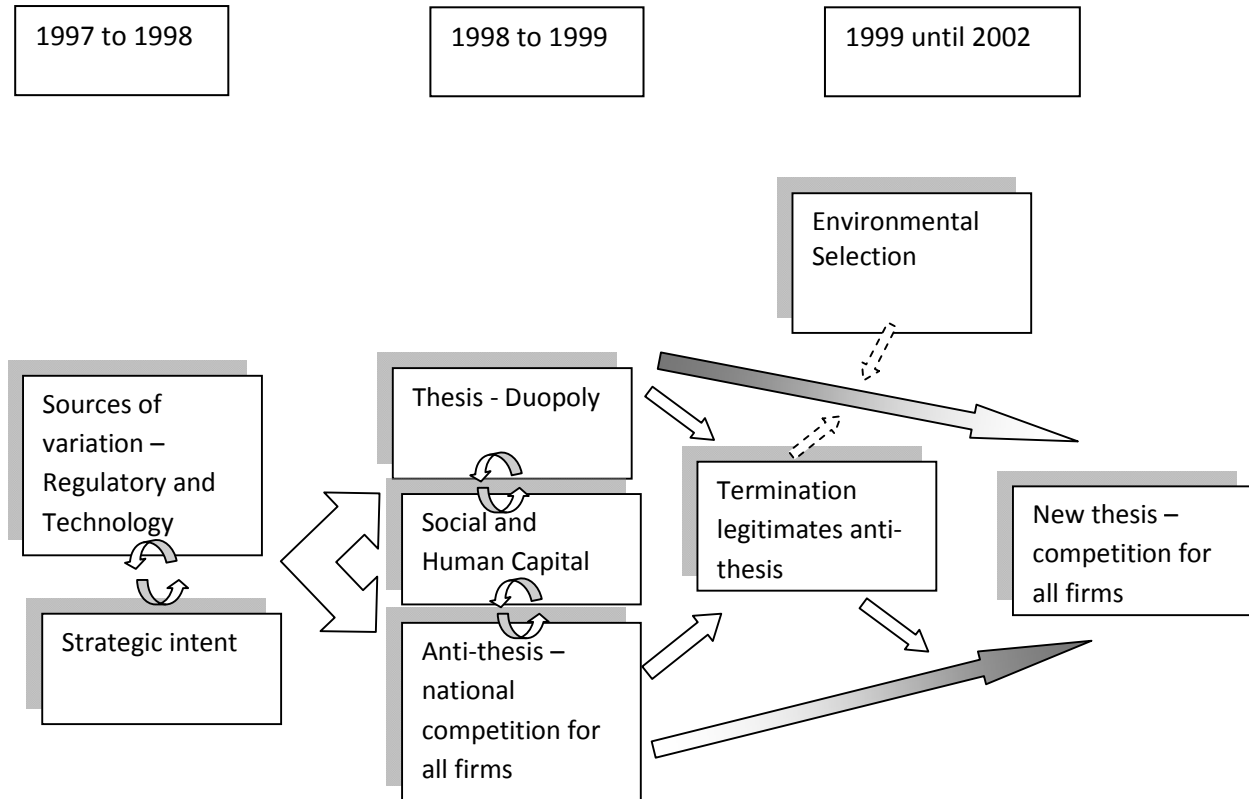 1997 to 1998
1998 to 1999
1999 until 2002
Environmental
Selection
Sources of
variation –
Regulatory and
Technology
Strategic intent
Thesis - Duopoly
Social and
Human Capital
Anti-thesis –
national
competition for
all firms
Termination
legitimates anti-
thesis
New thesis –
competition for
all firms